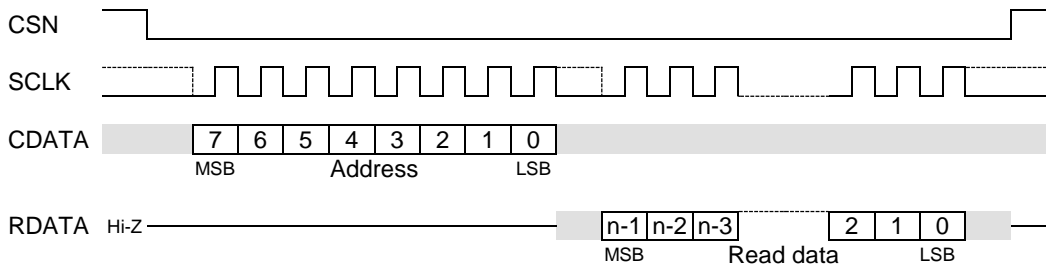 CSN
SCLK
CDATA 7 6 5 4 3 2 1 0
MSB Address LSB
RDATA Hi-Z n-1 n-2 n-3 2 1 0
MSB Read data LSB